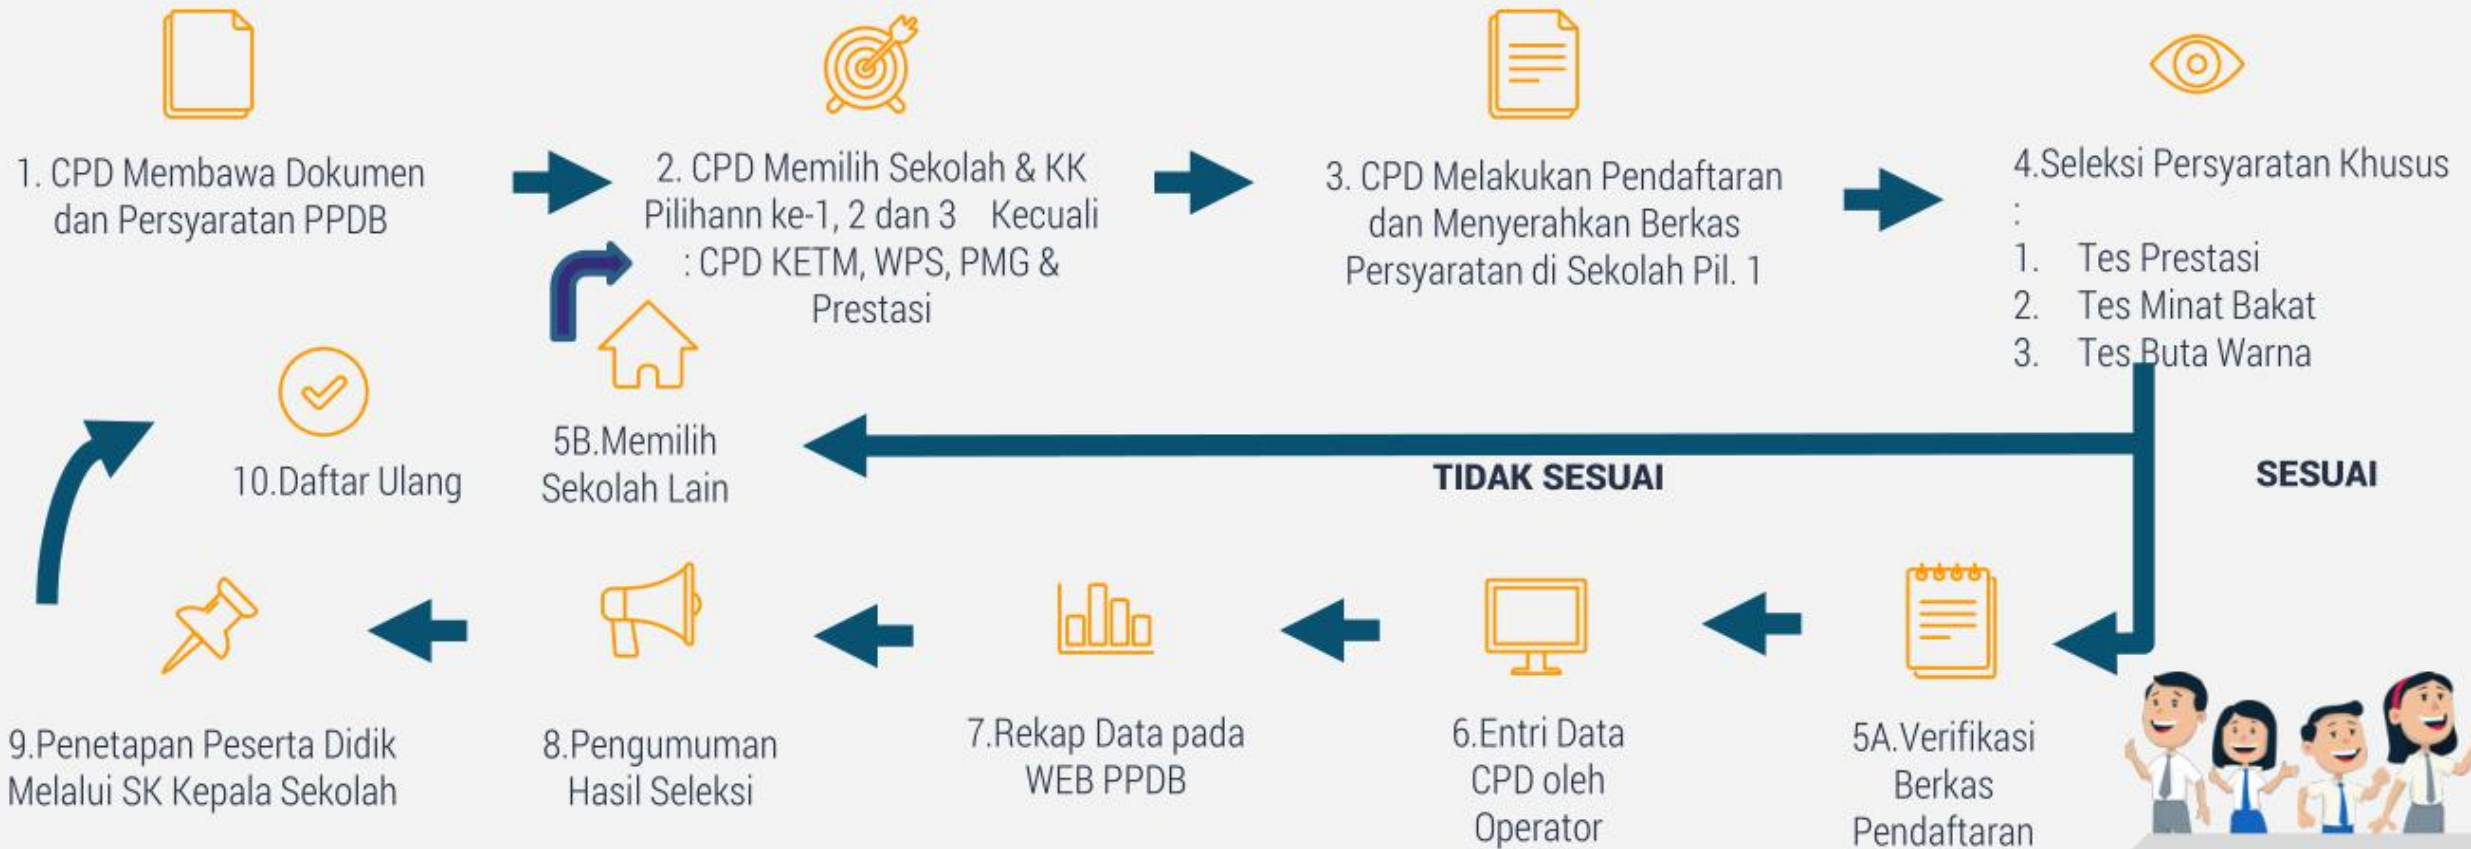 1. CPD Membawa Dokumen
dan Persyaratan PPDB
2. CPD Memilih Sekolah & KK
Pilihann ke-1, 2 dan 3 Kecuali
: CPD KETM, WPS, PMG &
Prestasi
3. CPD Melakukan Pendaftaran
dan Menyerahkan Berkas
Persyaratan di Sekolah Pil. 1
4.Seleksi Persyaratan Khusus
:
1. Tes Prestasi
2. Tes Minat Bakat
3. Tes Buta Warna
TIDAK SESUAI
SESUAI
5B.Memilih
Sekolah Lain
10.Daftar Ulang
9.Penetapan Peserta Didik
Melalui SK Kepala Sekolah
8.Pengumuman
Hasil Seleksi
7.Rekap Data pada
WEB PPDB
6.Entri Data
CPD oleh
Operator
5A.Verifikasi
Berkas
Pendaftaran